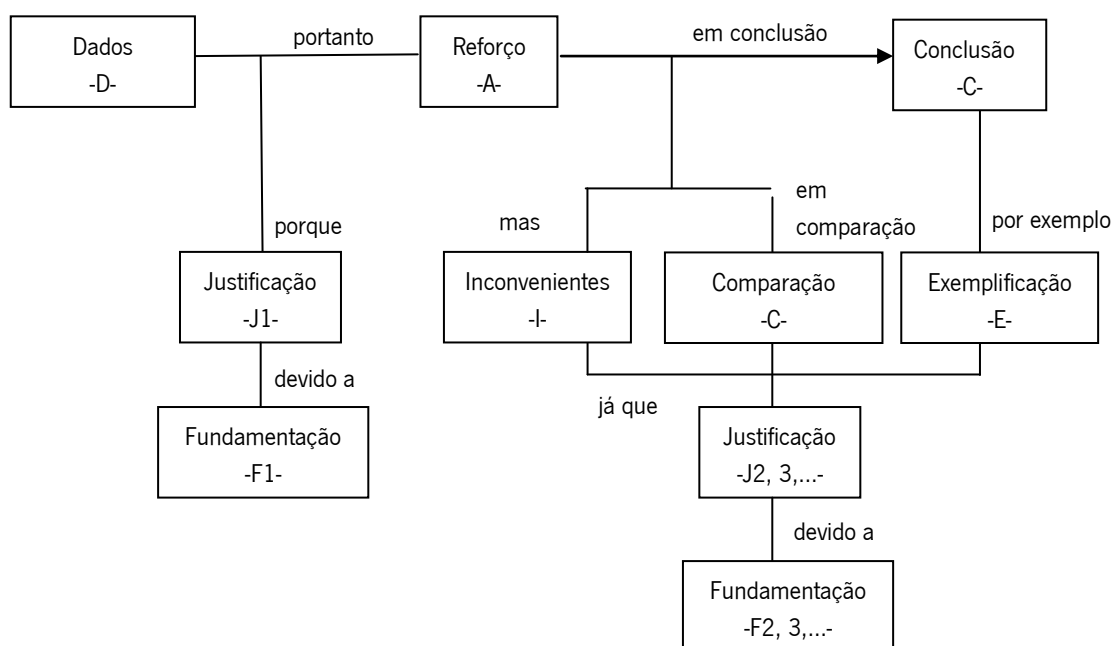 Dados
-D-
portanto
Reforço
-A-
em conclusão
Conclusão
-C-
porque
mas
em
comparação
por exemplo
Justificação
-J1-
Inconvenientes
-I-
Comparação
-C-
Exemplificação
-E-
devido a
já que
Fundamentação
-F1-
Justificação
-J2, 3,...-
devido a
Fundamentação
-F2, 3,...-